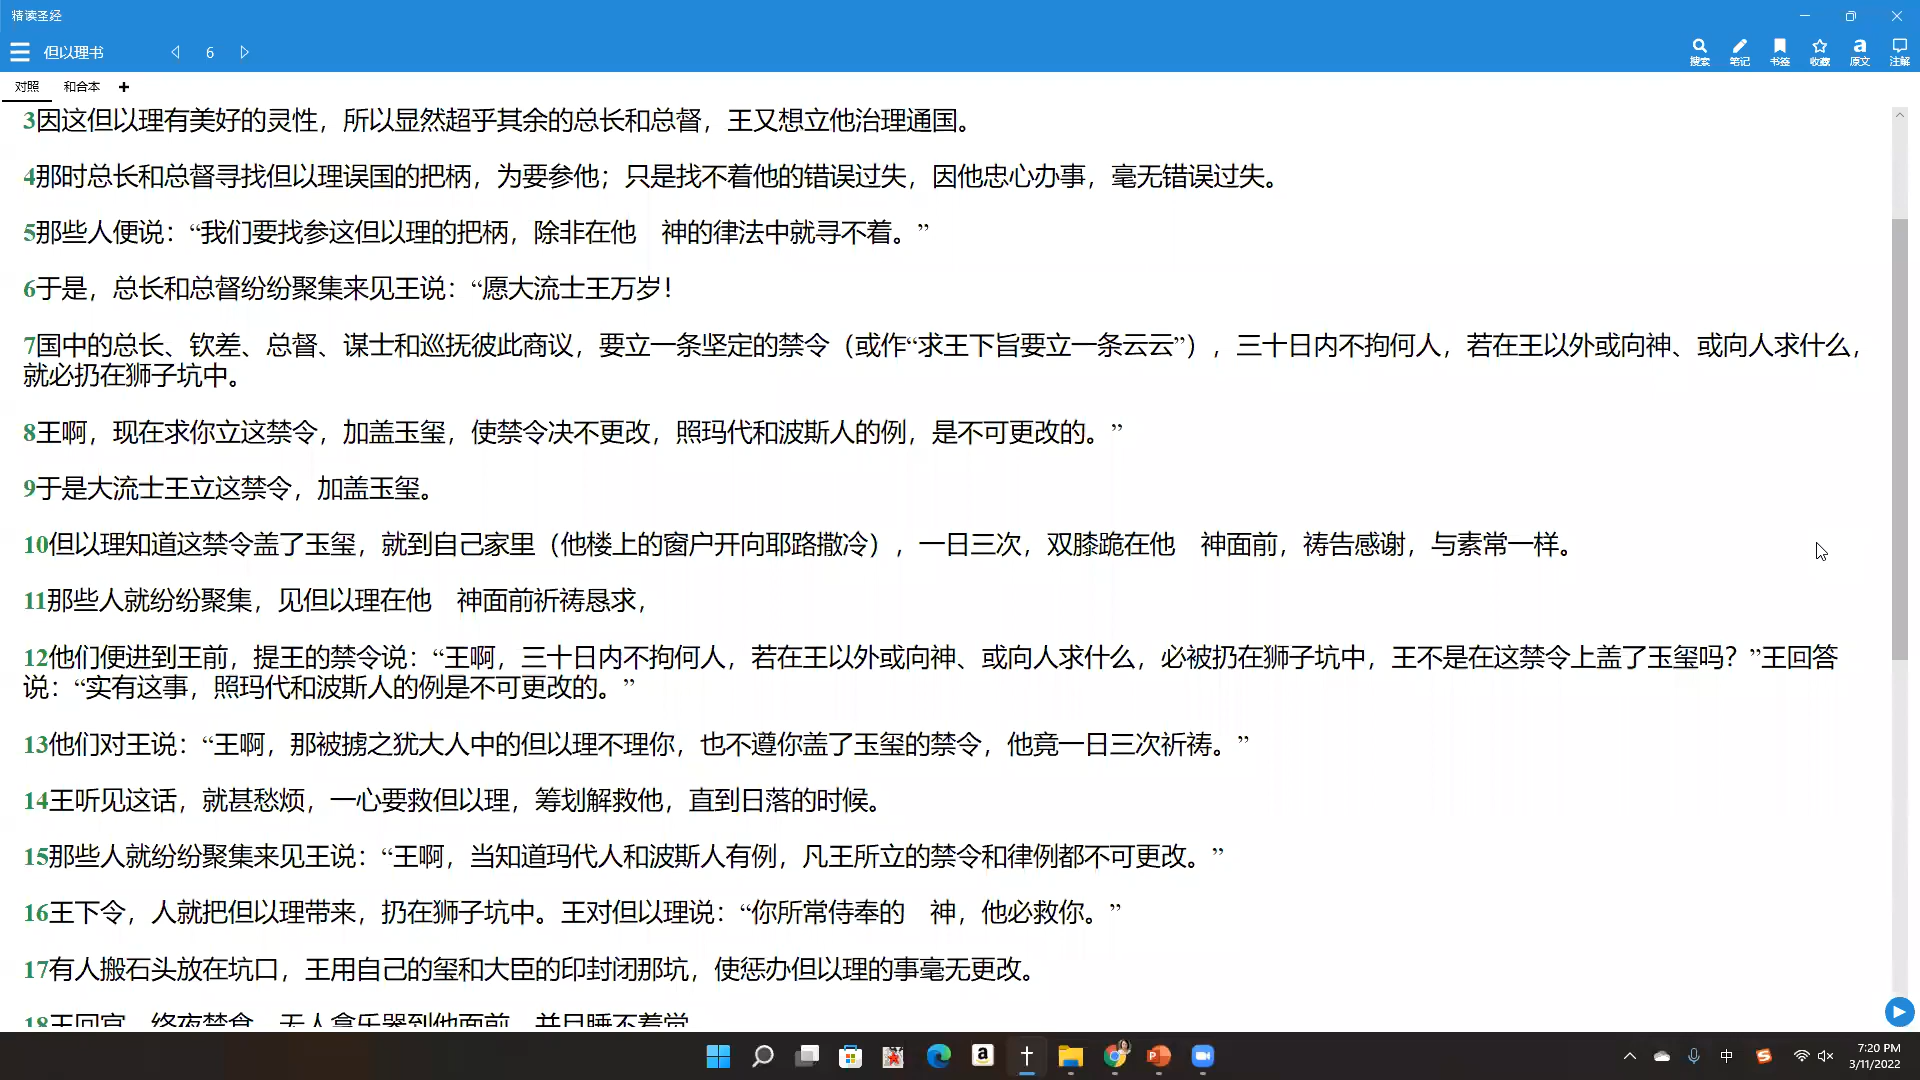 精读圣经
但以理书
6
搜索
笔记
书签
收藏
原文
注解
对照 和合本
3因这但以理有美好的灵性，所以显然超乎其余的总长和总督，王又想立他治理通国。
4那时总长和总督寻找但以理误国的把柄，为要参他；只是找不着他的错误过失，因他忠心办事，毫无错误过失。
5那些人便说：“我们要找参这但以理的把柄，除非在他　神的律法中就寻不着。”
6于是，总长和总督纷纷聚集来见王说：“愿大流士王万岁！
7国中的总长、钦差、总督、谋士和巡抚彼此商议，要立一条坚定的禁令（或作“求王下旨要立一条云云”），三十日内不拘何人，若在王以外或向神、或向人求什么，
就必扔在狮子坑中。
8王啊，现在求你立这禁令，加盖玉玺，使禁令决不更改，照玛代和波斯人的例，是不可更改的。”
9于是大流士王立这禁令，加盖玉玺。
10但以理知道这禁令盖了玉玺，就到自己家里（他楼上的窗户开向耶路撒冷），一日三次，双膝跪在他　神面前，祷告感谢，与素常一样。
11那些人就纷纷聚集，见但以理在他　神面前祈祷恳求，
12他们便进到王前，提王的禁令说：“王啊，三十日内不拘何人，若在王以外或向神、或向人求什么，必被扔在狮子坑中，王不是在这禁令上盖了玉玺吗？”王回答
说：“实有这事，照玛代和波斯人的例是不可更改的。”
13他们对王说：“王啊，那被掳之犹大人中的但以理不理你，也不遵你盖了玉玺的禁令，他竟一日三次祈祷。”
14王听见这话，就甚愁烦，一心要救但以理，筹划解救他，直到日落的时候。
15那些人就纷纷聚集来见王说：“王啊，当知道玛代人和波斯人有例，凡王所立的禁令和律例都不可更改。”
16王下令，人就把但以理带来，扔在狮子坑中。王对但以理说：“你所常侍奉的　神，他必救你。”
17有人搬石头放在坑口，王用自己的玺和大臣的印封闭那坑，使惩办但以理的事毫无更改。
18王回宫，终夜禁食，无人拿乐器到他面前，并且睡不着觉。
中
7:20 PM
3/11/2022